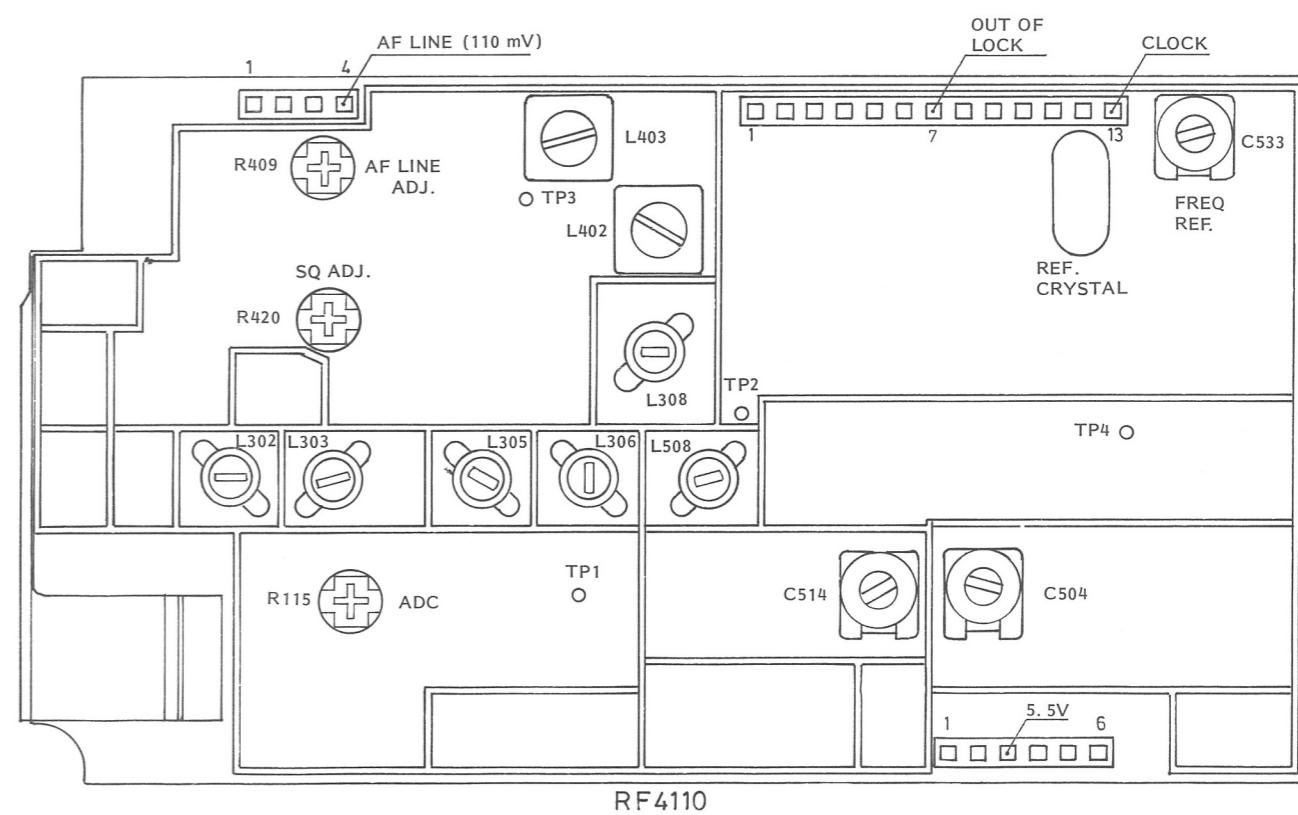 OUT OF
LOCK
AF LINE (110 mV)
CLOCK
1
4
1
7
13
L403
C533
R409
AF LINE
ADJ.
TP3
FREQ
REF.
L402
SQ ADJ.
REF.
CRYSTAL
R420
TP2
L308
TP4
L302
L303
L305
L306
L508
TP1
R115
ADC
C514
C504
1
5.5V
6
RF4110